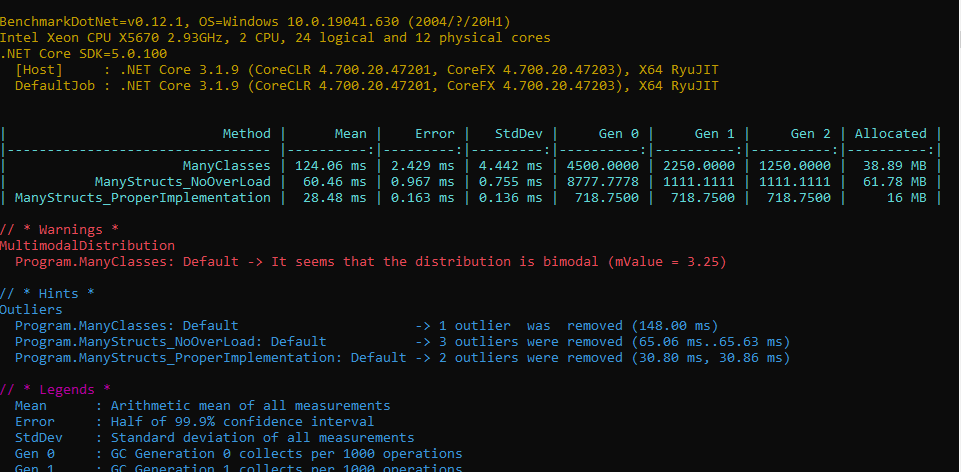 BenchmarkDotNet=v0.12.1, OS=Windows 10.0.19041.630 (2004/?/20H1)
Intel Xeon CPU X5670 2.93GHz, 2 CPU, 24 logical and 12 physical cores
.NET Core SDK=5.0.100
  [Host]     : .NET Core 3.1.9 (CoreCLR 4.700.20.47201, CoreFX 4.700.20.47203), X64 RyuJIT
  DefaultJob : .NET Core 3.1.9 (CoreCLR 4.700.20.47201, CoreFX 4.700.20.47203), X64 RyuJIT
|                          Method |      Mean |    Error |   StdDev |     Gen 0 |     Gen 1 |     Gen 2 | Allocated |
|-------------------------------- |----------:|---------:|---------:|----------:|----------:|----------:|----------:|
|                     ManyClasses | 124.06 ms | 2.429 ms | 4.442 ms | 4500.0000 | 2250.0000 | 1250.0000 |  38.89 MB |
|          ManyStructs_NoOverLoad |  60.46 ms | 0.967 ms | 0.755 ms | 8777.7778 | 1111.1111 | 1111.1111 |  61.78 MB |
| ManyStructs_ProperImplementation |  28.48 ms | 0.163 ms | 0.136 ms |  718.7500 |  718.7500 |  718.7500 |     16 MB |
// * Warnings *
MultimodalDistribution
  Program.ManyClasses: Default -> It seems that the distribution is bimodal (mValue = 3.25)
// * Hints *
Outliers
  Program.ManyClasses: Default                      -> 1 outlier  was  removed (148.00 ms)
  Program.ManyStructs_NoOverLoad: Default           -> 3 outliers were removed (65.06 ms..65.63 ms)
  Program.ManyStructs_ProperImplementation: Default -> 2 outliers were removed (30.80 ms, 30.86 ms)
// * Legends *
  Mean      : Arithmetic mean of all measurements
  Error     : Half of 99.9% confidence interval
  StdDev    : Standard deviation of all measurements
  Gen 0     : GC Generation 0 collects per 1000 operations
  Gen 1     : GC Generation 1 collects per 1000 operations